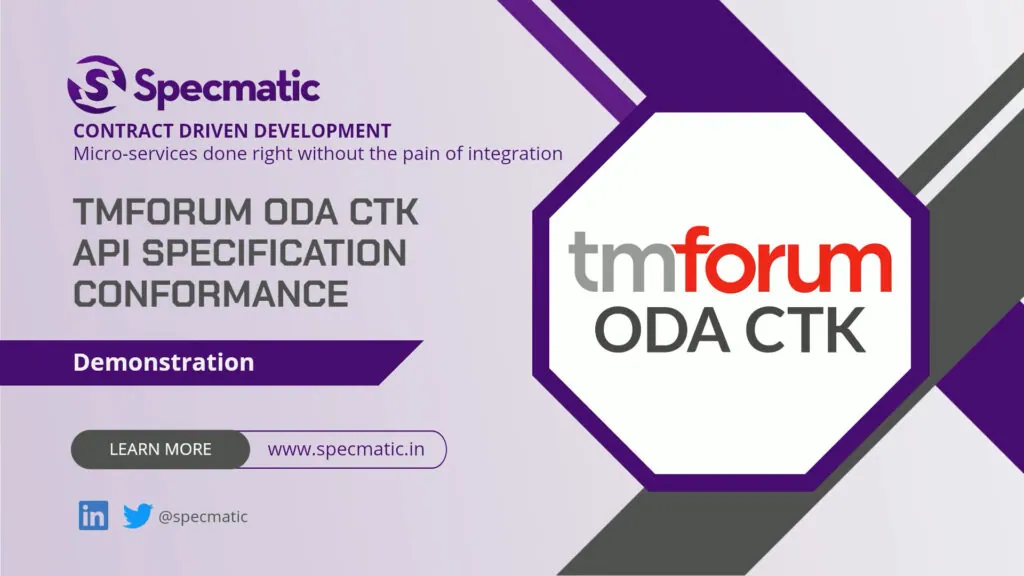 Specmatic
CONTRACT DRIVEN DEVELOPMENT
Micro-services done right without the pain of integration
TMFORUM ODA CTK
API SPECIFICATION
CONFORMANCE
Demonstration
LEARN MORE
www.specmatic.in
in
@specmatic
tmforum
ODA CTK